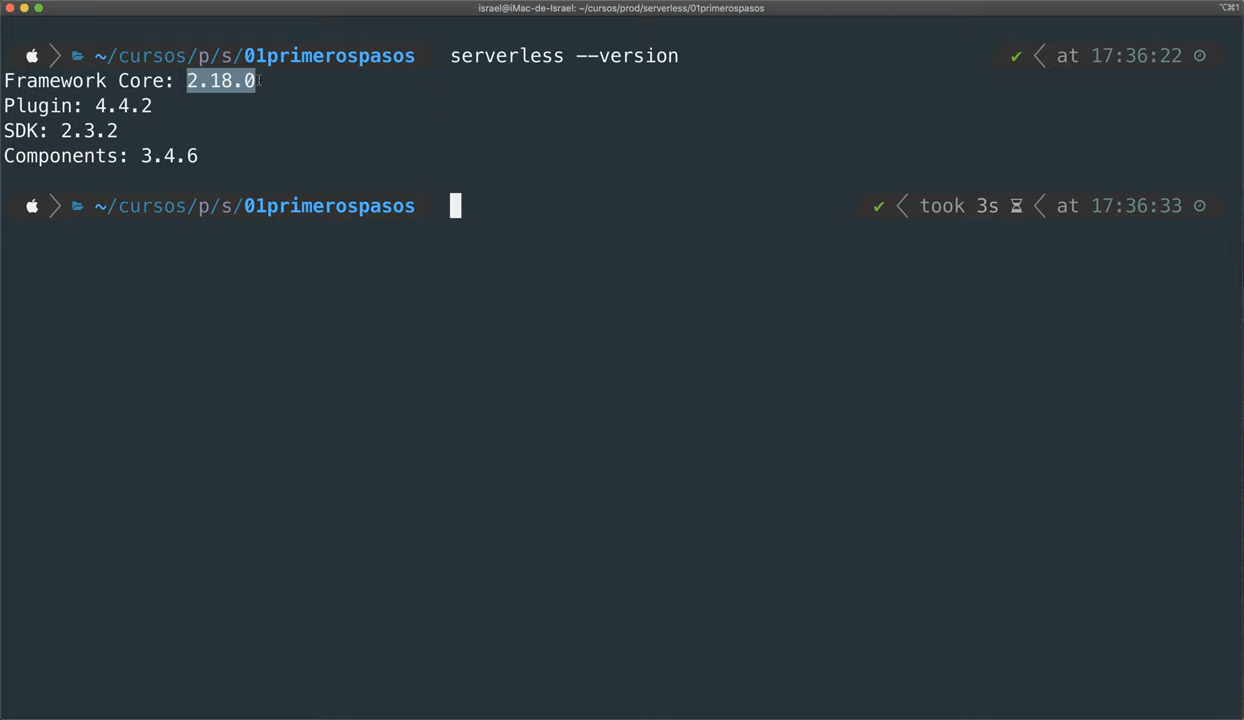 israel@iMac-de-Israel: ~/cursos/prod/serverless/01primerospasos ⌥⌘1
~/cursos/p/s/01primerospasos serverless --version ✔ at 17:36:22
Framework Core: 2.18.0
Plugin: 4.4.2
SDK: 2.3.2
Components: 3.4.6
~/cursos/p/s/01primerospasos ✔ took 3s at 17:36:33